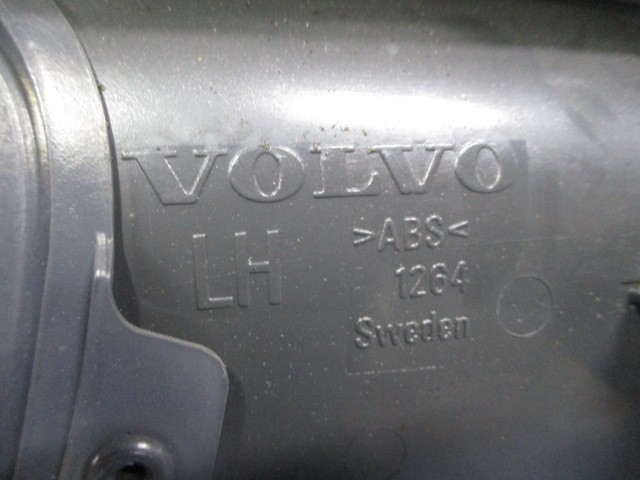 VOLVO
LH
>ABS<
1264
Sweden